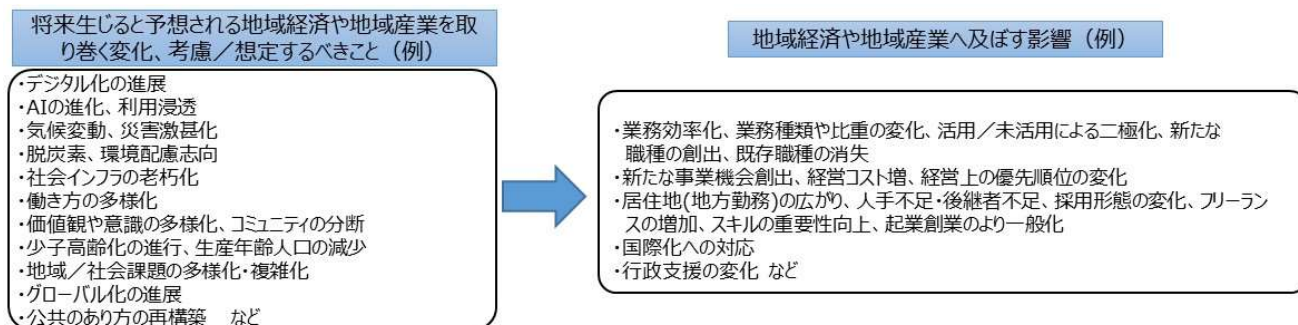 将来生じると予想される地域経済や地域産業を取
り巻く変化、考慮／想定するべきこと（例）
・デジタル化の進展
・AIの進化、利用浸透
・気候変動、災害激甚化
・脱炭素、環境配慮志向
・社会インフラの老朽化
・働き方の多様化
・価値観や意識の多様化、コミュニティの分断
・少子高齢化の進行、生産年齢人口の減少
・地域／社会課題の多様化・複雑化
・グローバル化の進展
・公共のあり方の再構築　など
地域経済や地域産業へ及ぼす影響（例）
・業務効率化、業務種類や比重の変化、活用／未活用による二極化、新たな
職種の創出、既存職種の消失
・新たな事業機会創出、経営コスト増、経営上の優先順位の変化
・居住地(地方勤務)の広がり、人手不足・後継者不足、採用形態の変化、フリーラン
スの増加、スキルの重要性向上、起業創業のより一般化
・国際化への対応
・行政支援の変化 など